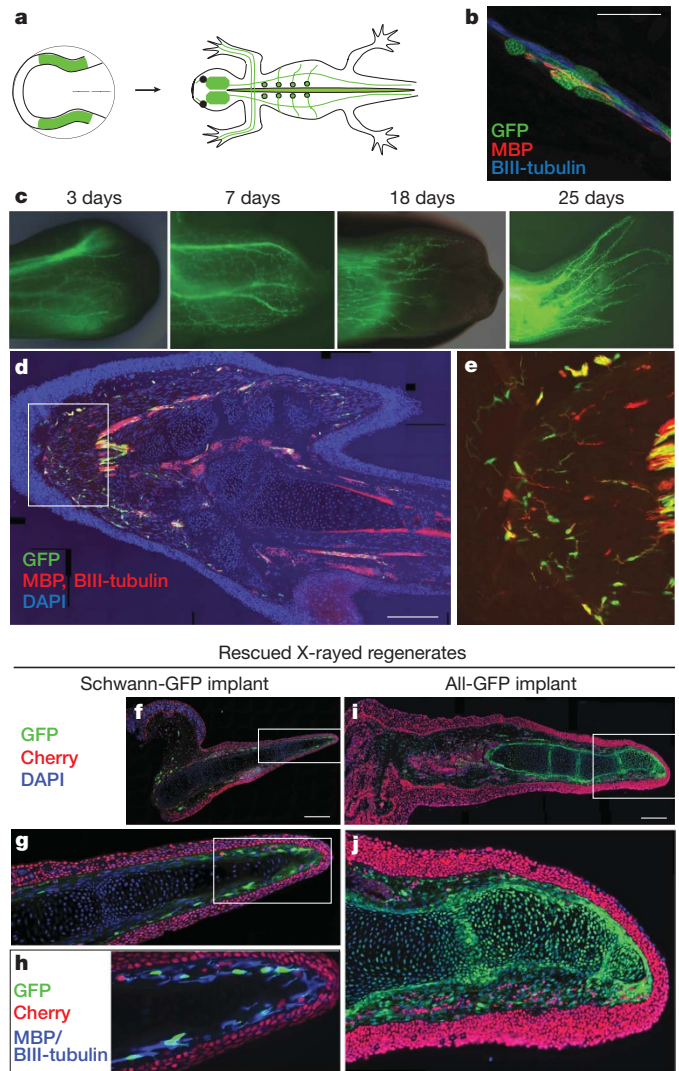 a
b
GFP
MBP
BIII-tubulin
c
3 days
7 days
18 days
25 days
d
GFP
MBP, BIII-tubulin
DAPI
e
Rescued X-rayed regenerates
Schwann-GFP implant
All-GFP implant
GFP
Cherry
DAPI
f
i
g
j
h
GFP
Cherry
MBP/
BIII-tubulin